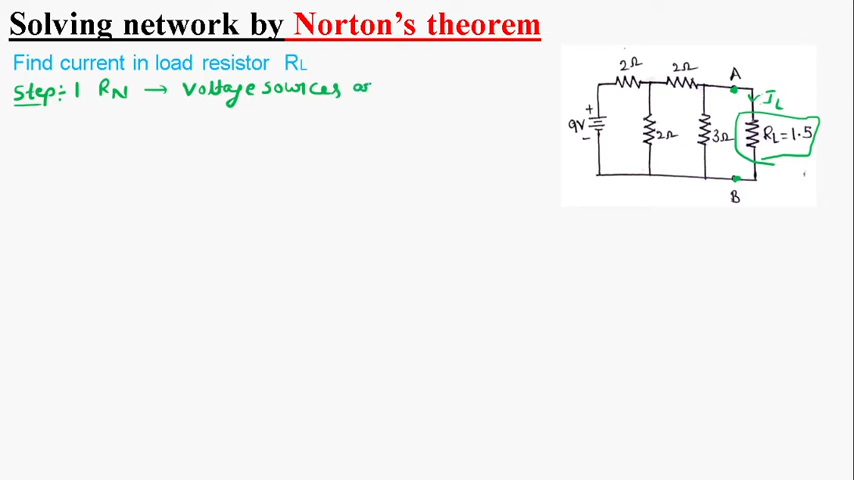 Solving network by Norton's theorem
Find current in load resistor RL
Step:- 1 RN → Voltage sources as
2Ω 2Ω A
IL
+
9V 2Ω 3Ω RL=1.5
-
B